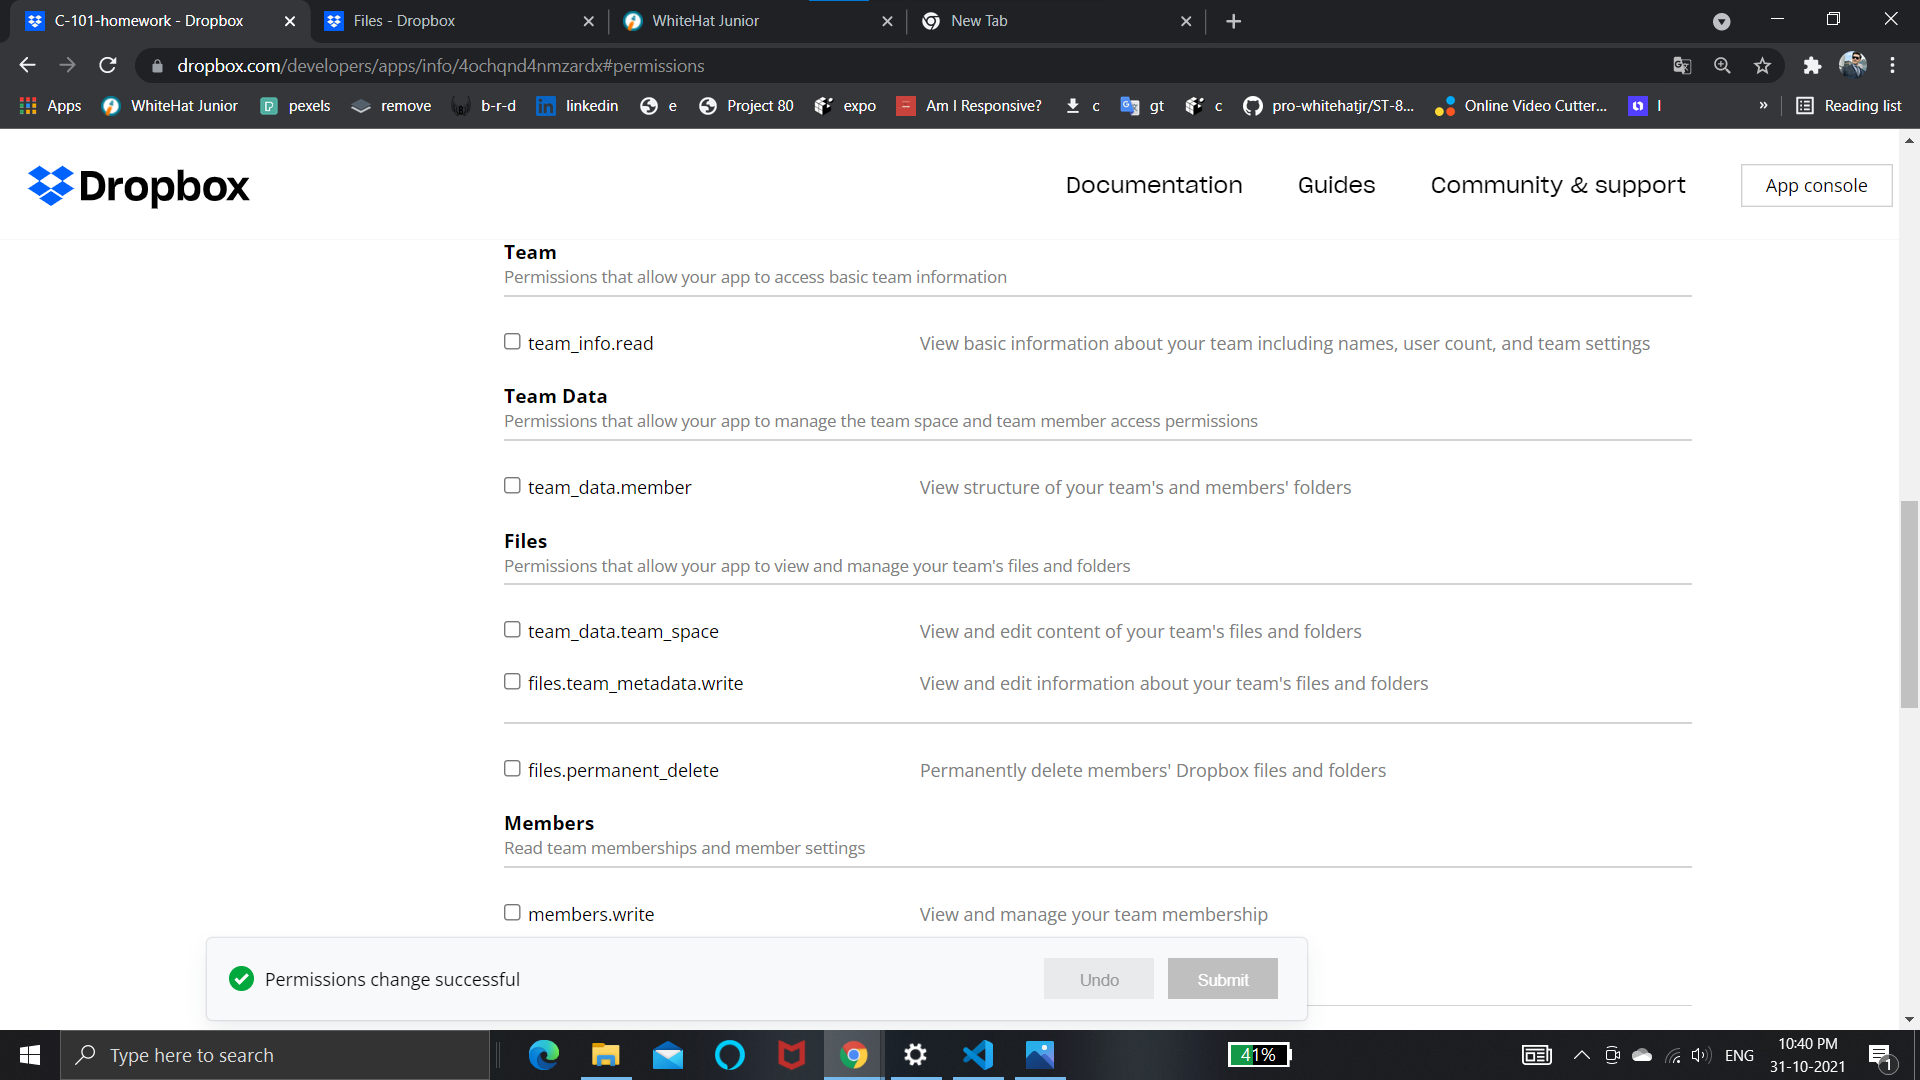 C-101-homework - Dropbox
Files - Dropbox
WhiteHat Junior
New Tab
dropbox.com/developers/apps/info/4ochqnd4nmzardx#permissions
Apps
WhiteHat Junior
pexels
remove
b-r-d
linkedin
e
Project 80
expo
Am I Responsive?
c
gt
c
pro-whitehatjr/ST-8...
Online Video Cutter...
I
»
Reading list
Dropbox
Documentation
Guides
Community & support
App console
Team
Permissions that allow your app to access basic team information
team_info.read
View basic information about your team including names, user count, and team settings
Team Data
Permissions that allow your app to manage the team space and team member access permissions
team_data.member
View structure of your team's and members' folders
Files
Permissions that allow your app to view and manage your team's files and folders
team_data.team_space
View and edit content of your team's files and folders
files.team_metadata.write
View and edit information about your team's files and folders
files.permanent_delete
Permanently delete members' Dropbox files and folders
Members
Read team memberships and member settings
members.write
View and manage your team membership
Permissions change successful
Undo
Submit
Type here to search
41%
ENG
10:40 PM
31-10-2021
1